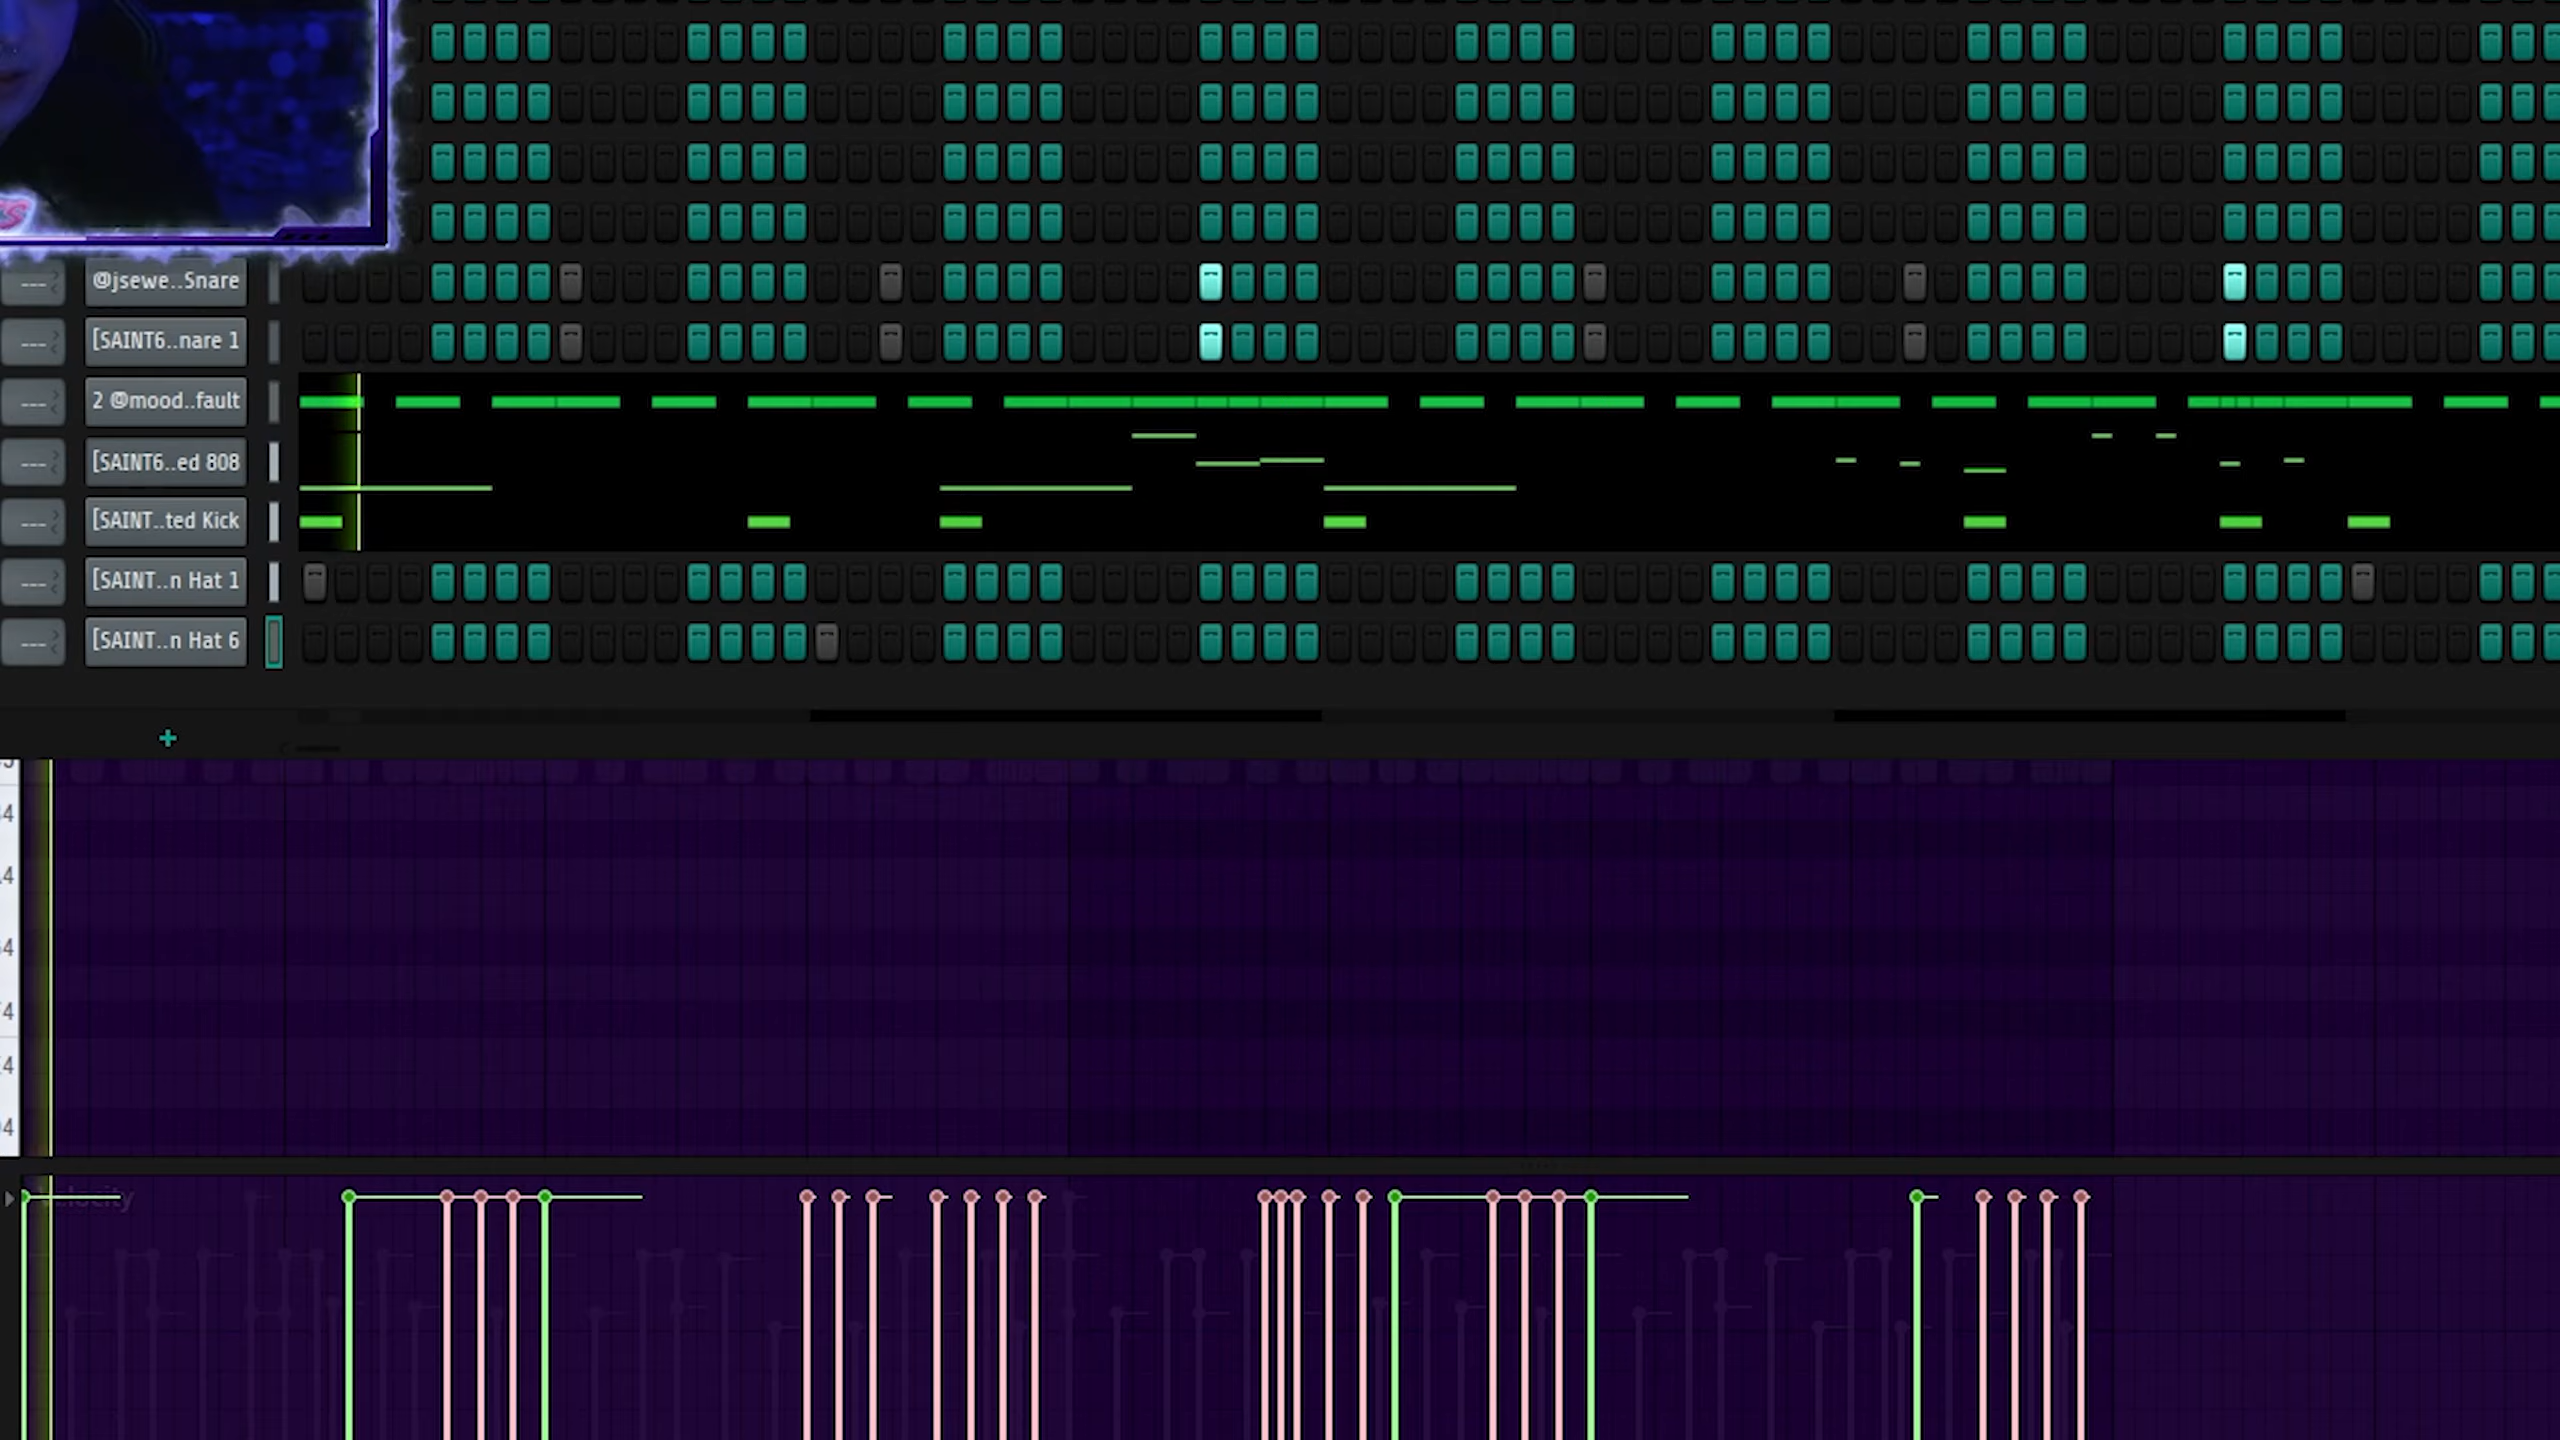 --- @jsewe..Snare
--- [SAINT6..nare 1
--- 2 @mood..fault
--- [SAINT6..ed 808
--- [SAINT..ted Kick
--- [SAINT..n Hat 1
--- [SAINT..n Hat 6
+